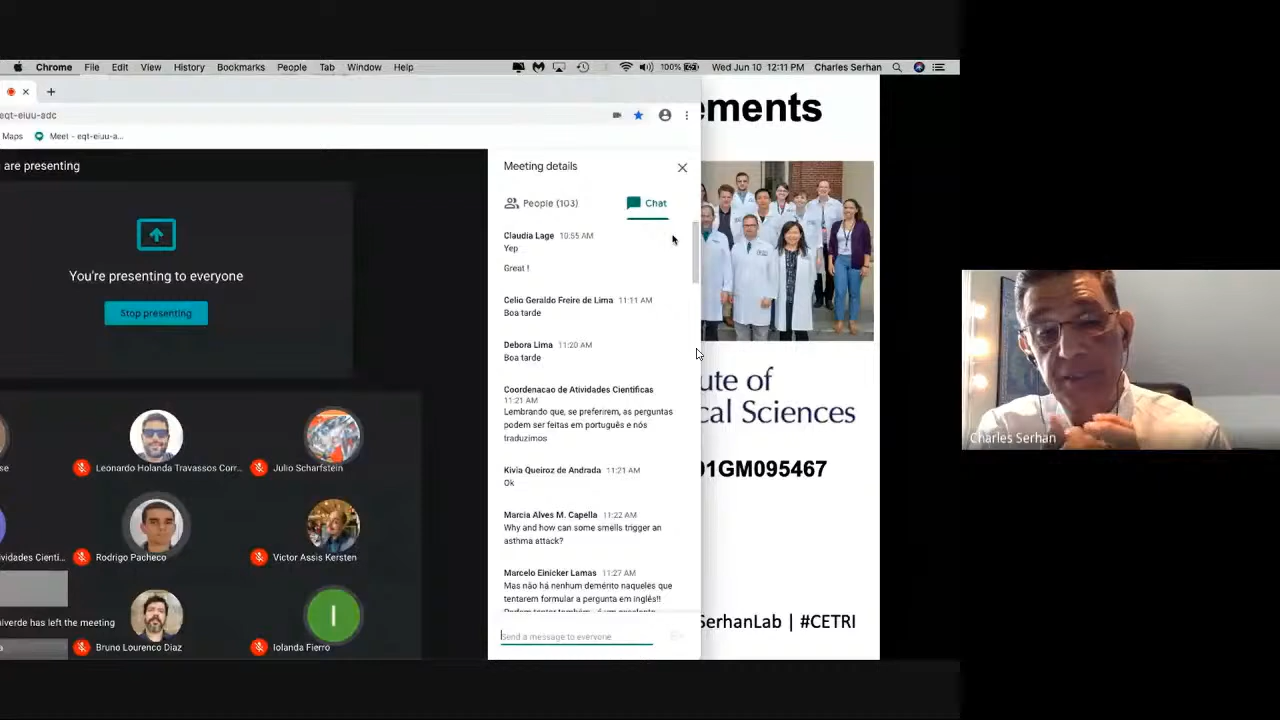 Chrome File Edit View History Bookmarks People Tab Window Help 100% Wed Jun 10 12:11 PM Charles Serhan
eqt-eiuu-adc
Maps Meet - eqt-eiuu-a...
are presenting
You're presenting to everyone
Stop presenting
Leonardo Holanda Travassos Corr...
Julio Scharfstein
Rodrigo Pacheco
Victor Assis Kersten
Bruno Lourenco Diaz
Iolanda Fierro
ividades Cienti...
alverde has left the meeting
Meeting details
People (103)
Chat
Claudia Lage 10:55 AM
Yep
Great !
Celio Geraldo Freire de Lima 11:11 AM
Boa tarde
Debora Lima 11:20 AM
Boa tarde
Coordenacao de Atividades Cientificas
11:21 AM
Lembrando que, se preferirem, as perguntas
podem ser feitas em português e nós
traduzimos
Kivia Queiroz de Andrada 11:21 AM
Ok
Marcia Alves M. Capella 11:22 AM
Why and how can some smells trigger an
asthma attack?
Marcelo Einicker Lamas 11:27 AM
Mas não há nenhum demérito naqueles que
tentarem formular a pergunta em inglês!!
Send a message to everyone
ements
ute of
cal Sciences
01GM095467
SerhanLab | #CETRI
Charles Serhan